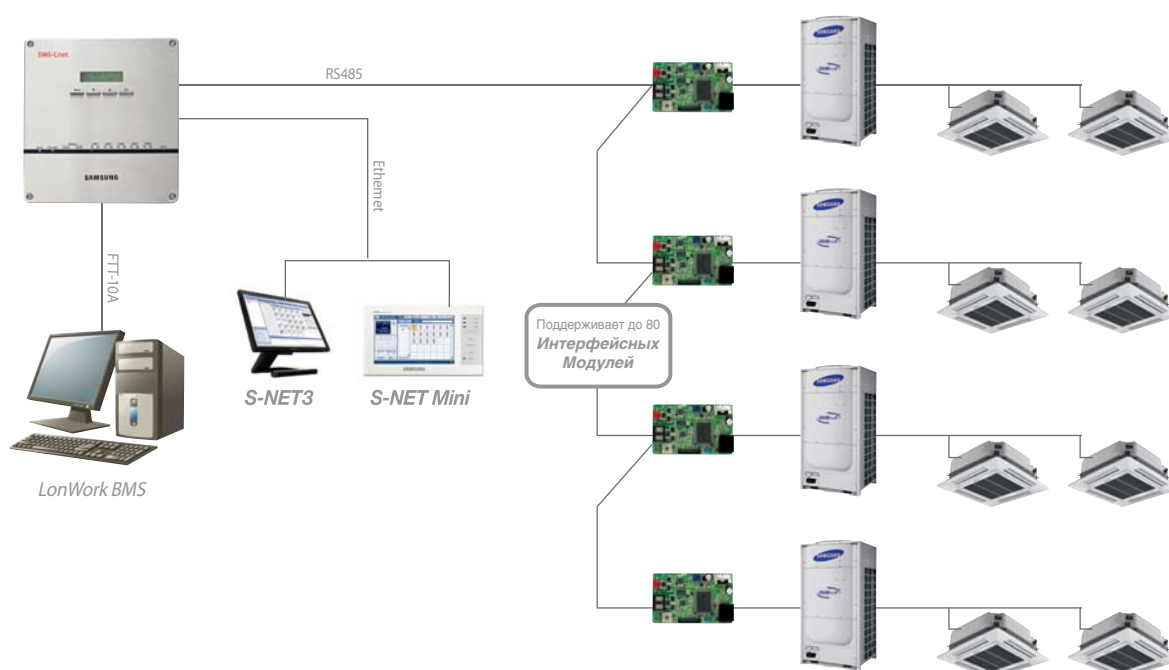 DMS-Lnet
SAMSUNG
RS485
Ethernet
FTT-10A
LonWork BMS
S-NET3
SAMSUNG
S-NET Mini
Поддерживает до 80
Интерфейсных
Модулей
SAMSUNG
SAMSUNG
SAMSUNG
SAMSUNG